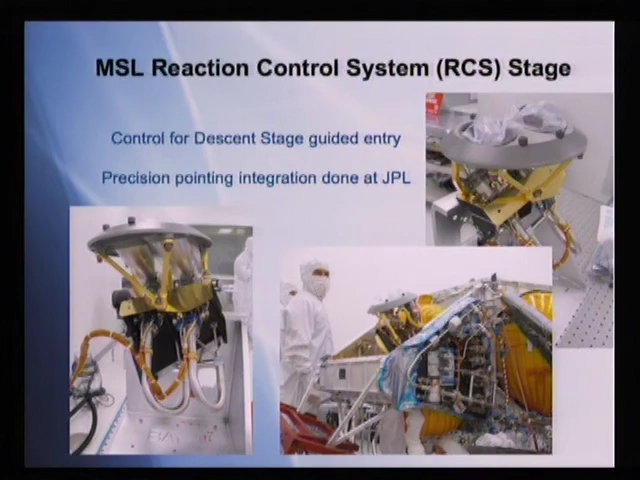 MSL Reaction Control System (RCS) Stage
Control for Descent Stage guided entry
Precision pointing integration done at JPL